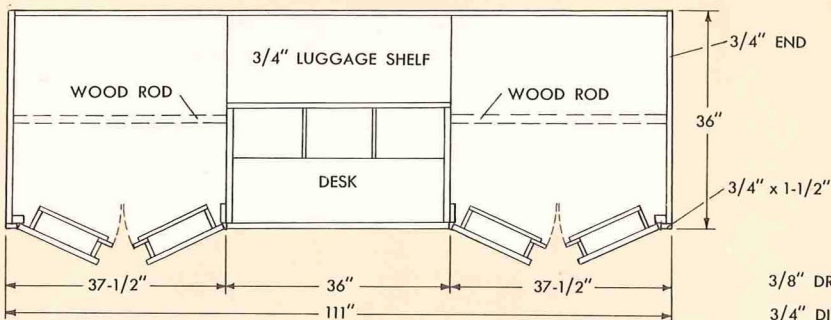 3/4" LUGGAGE SHELF
3/4" END
WOOD ROD
WOOD ROD
36"
DESK
3/4" x 1-1/2"
37-1/2"
36"
37-1/2"
3/8" DR
111"
3/4" DI